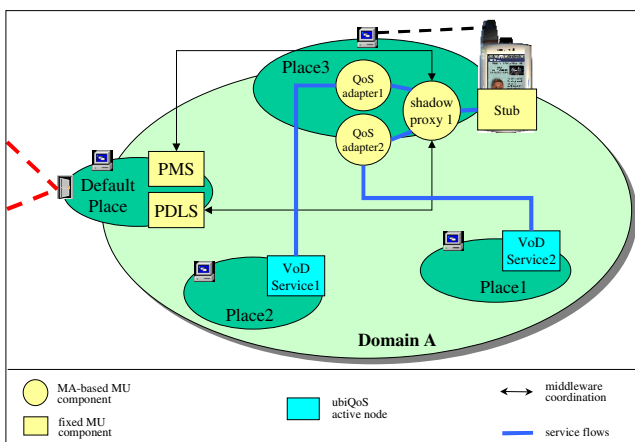 Place3
QoS
adapter1
shadow
proxy 1
Stub
QoS
adapter2
PMS
Default
Place
PDLS
VoD
Service1
VoD
Service2
Place1
Place2
Domain A
MA-based MU
component
fixed MU
component
ubiQoS
active node
middleware
coordination
service flows